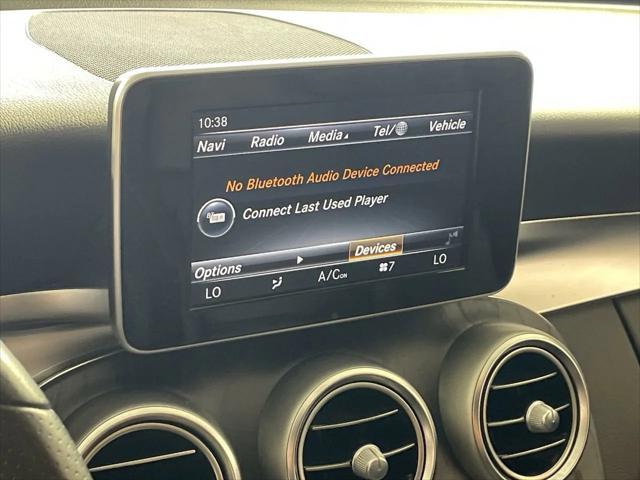 10:38
Navi Radio Media Tel/ Vehicle
No Bluetooth Audio Device Connected
Connect Last Used Player
Options Devices
LO A/C ON 7 LO